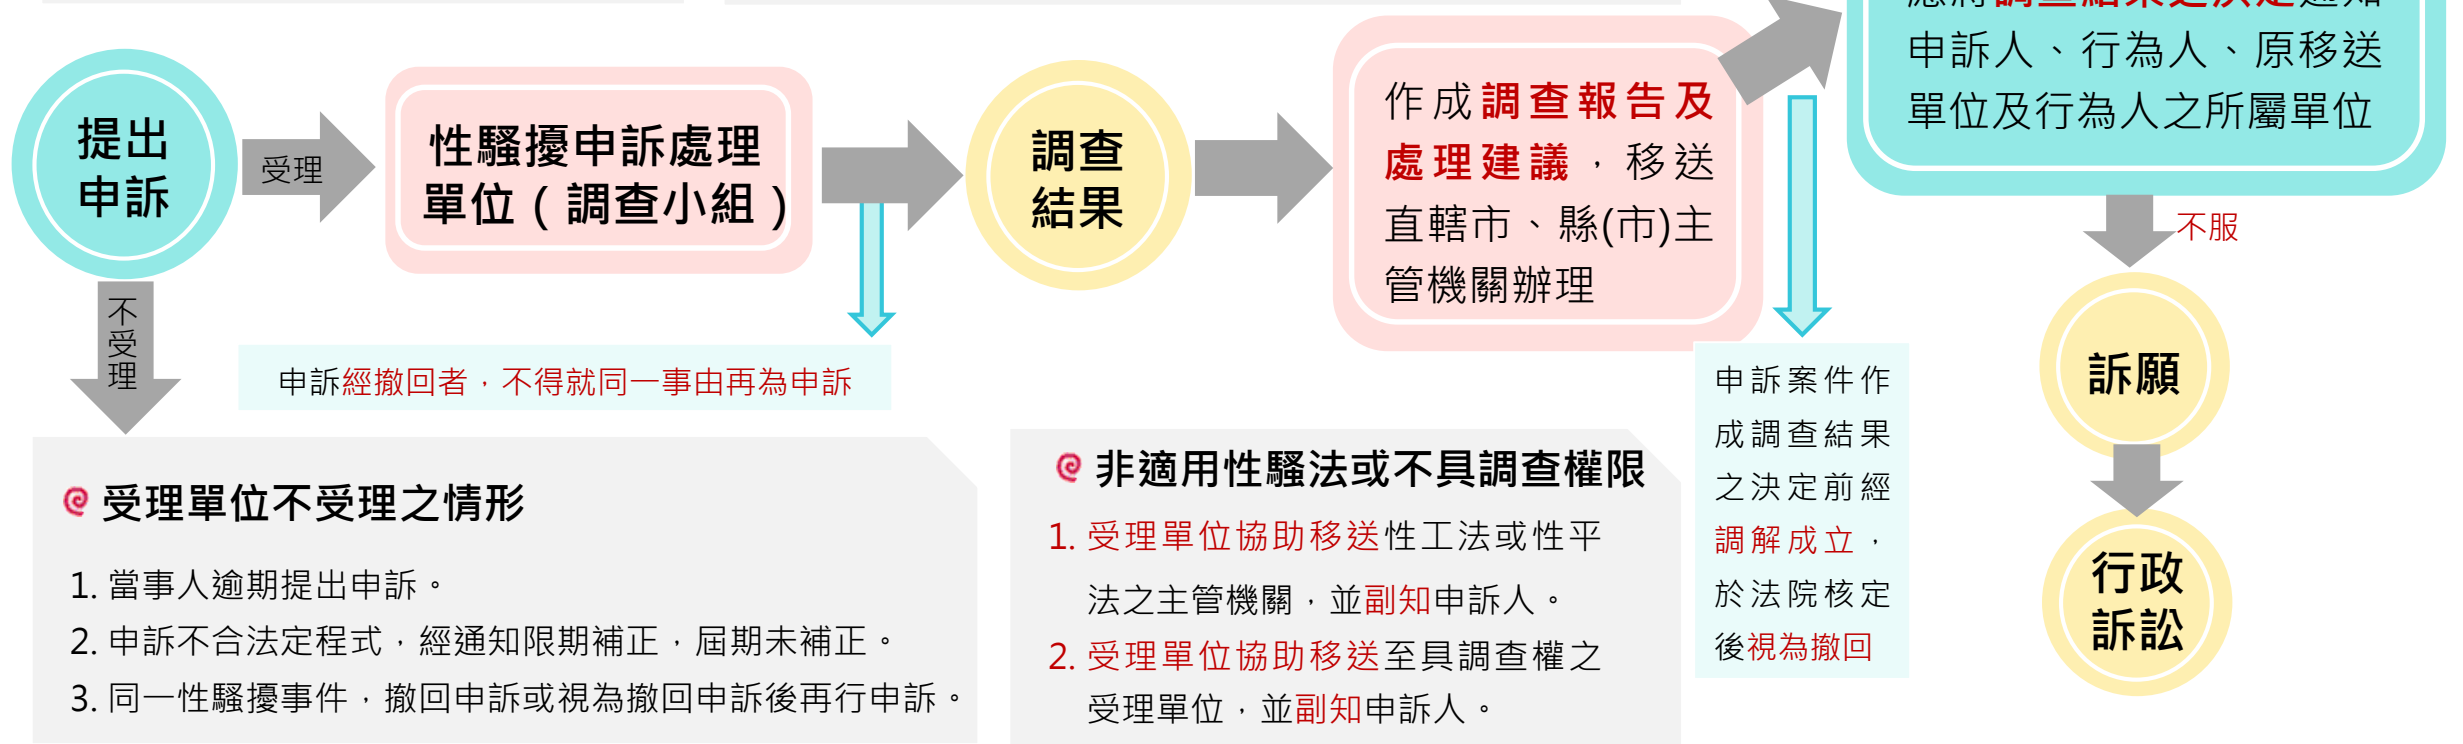 提出
申訴
受理
性騷擾申訴處理
單位（調查小組）
調查
結果
作成調查報告及
處理建議，移送
直轄市、縣(市)主
管機關辦理
應將調查結果之決定通知
申訴人、行為人、原移送
單位及行為人之所屬單位
不服
訴願
行政
訴訟
不受理
申訴經撤回者，不得就同一事由再為申訴
申訴案件作
成調查結果
之決定前經
調解成立，
於法院核定
後視為撤回
受理單位不受理之情形
1. 當事人逾期提出申訴。
2. 申訴不合法定程式，經通知限期補正，屆期未補正。
3. 同一性騷擾事件，撤回申訴或視為撤回申訴後再行申訴。
非適用性騷法或不具調查權限
1. 受理單位協助移送性工法或性平
法之主管機關，並副知申訴人。
2. 受理單位協助移送至具調查權之
受理單位，並副知申訴人。